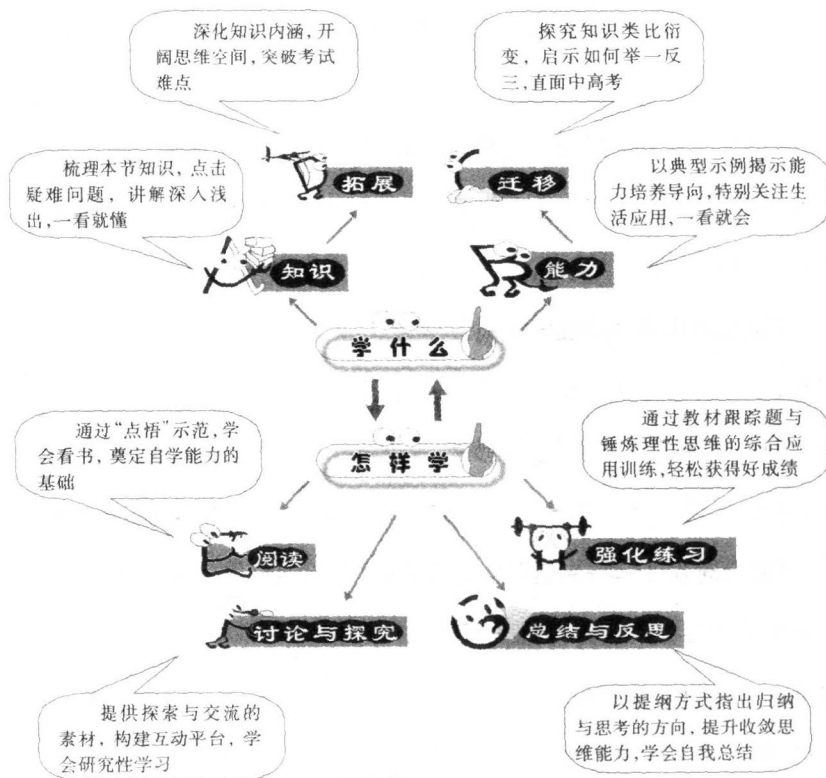 深化知识内涵,开
阔思维空间,突破考试
难点
探究知识类比衍
变,启示如何举一反
三,直面中高考
拓展
迁移
梳理本节知识,点击
疑难问题,讲解深入浅
出,一看就懂
以典型示例揭示能
力培养导向,特别关注生
活应用,一看就会
知识
能力
学什么
怎样学
通过“点悟”示范,学
会看书,奠定自学能力的
基础
通过教材跟踪题与
锤炼理性思维的综合应
用训练,轻松获得好成绩
阅读
强化练习
讨论与探究
总结与反思
提供探索与交流的
素材,构建互动平台,学
会研究性学习
以提纲方式指出归纳
与思考的方向,提升收敛思
维能力,学会自我总结